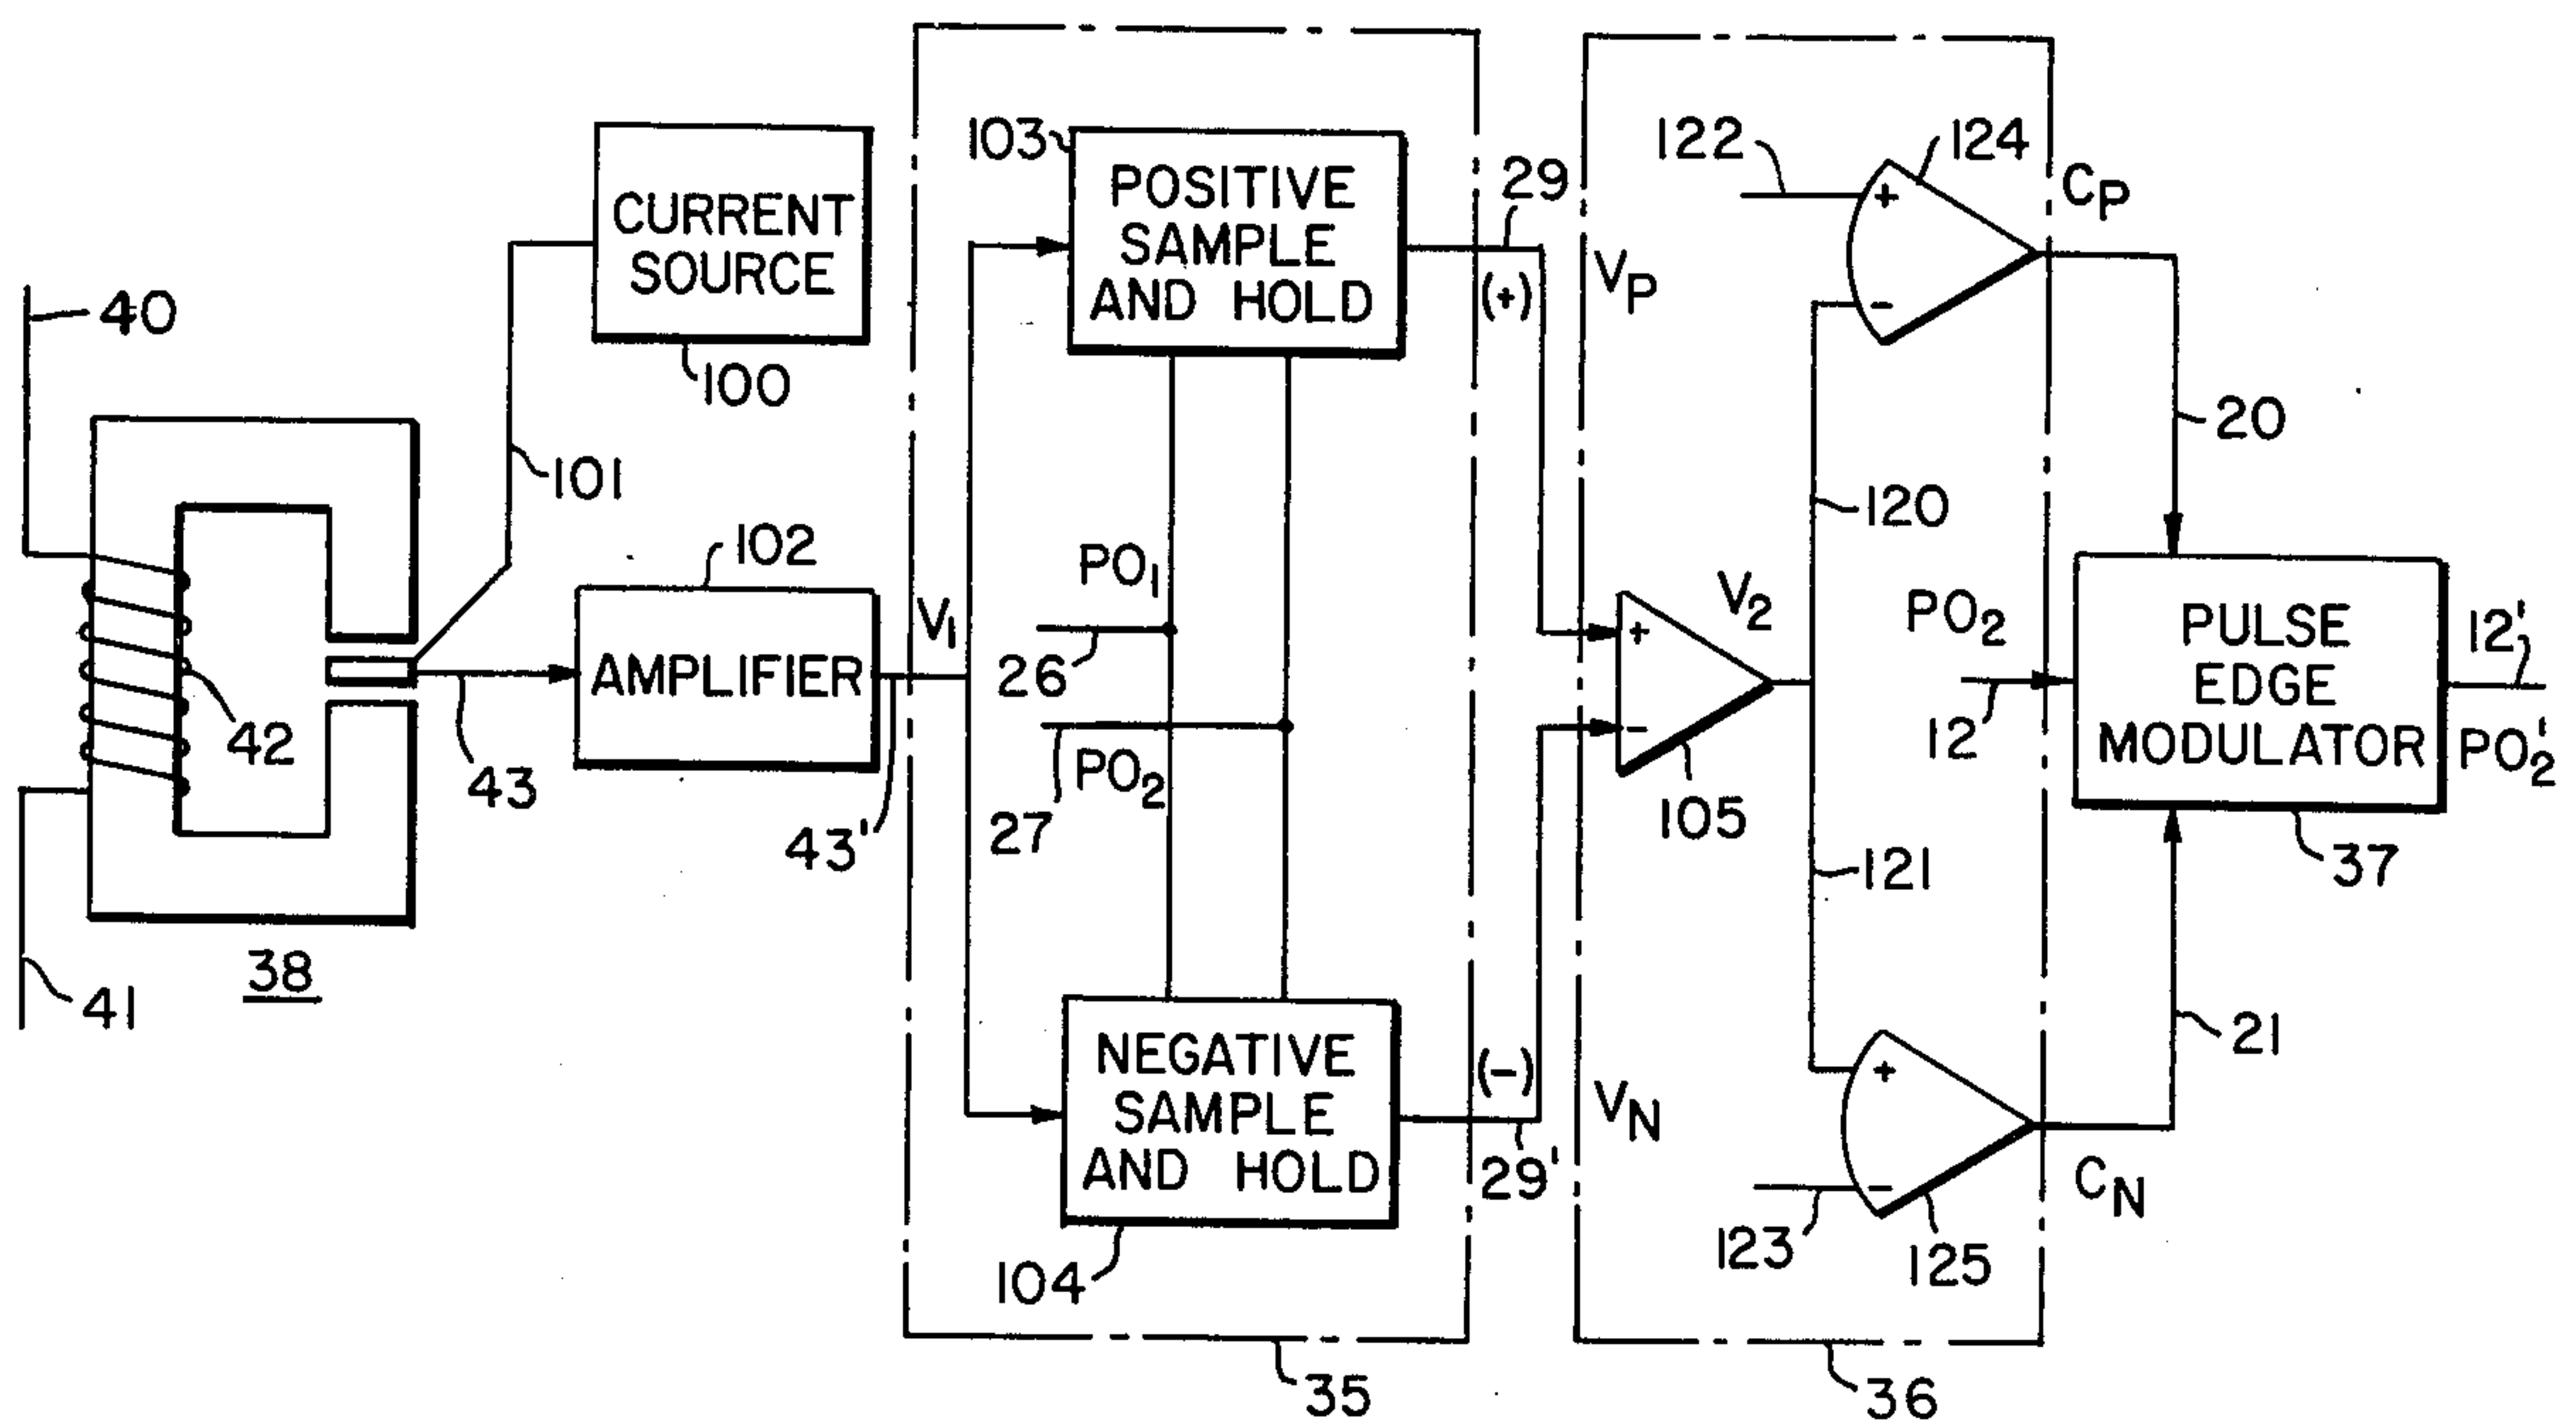 40
41
42
38
CURRENT
SOURCE
100
101
43
102
AMPLIFIER
43'
V1
103
POSITIVE
SAMPLE
AND HOLD
PO1
26
27
PO2
NEGATIVE
SAMPLE
AND HOLD
104
35
29
(+)
VP
(-)
29'
VN
+
-
105
V2
120
121
122
+
-
124
CP
20
PO2
12
PULSE
EDGE
MODULATOR
37
12'
PO2'
21
+
-
123
125
CN
36